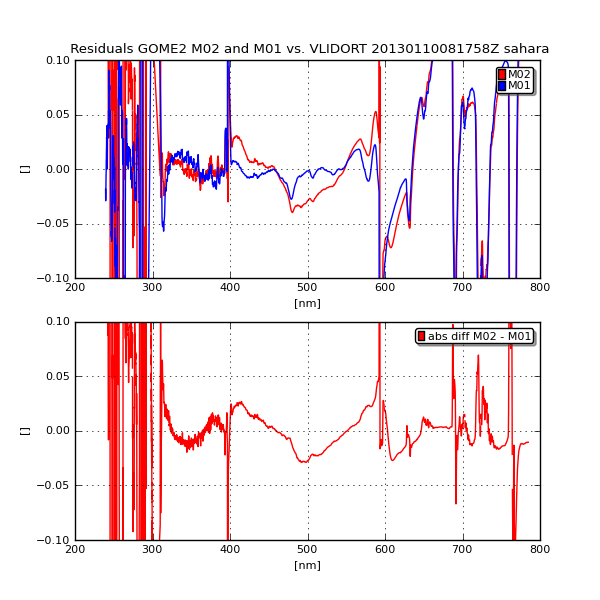 Residuals GOME2 M02 and M01 vs. VLIDORT 20130110081758Z sahara
0.10
0.05
0.00
−0.05
−0.10
[]
M02
M01
200 300 400 500 600 700 800
[nm]
0.10
0.05
0.00
−0.05
−0.10
[]
abs diff M02 - M01
200 300 400 500 600 700 800
[nm]